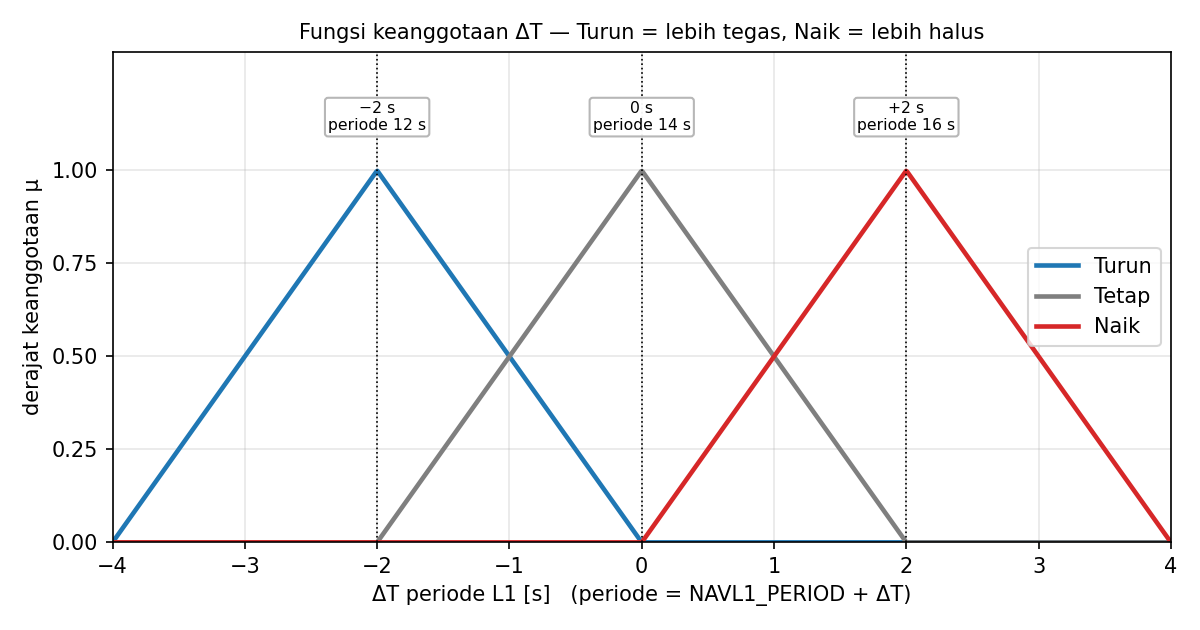 Fungsi keanggotaan ΔT — Turun = lebih tegas, Naik = lebih halus
−2 s
periode 12 s
0 s
periode 14 s
+2 s
periode 16 s
derajat keanggotaan μ
1.00
0.75
0.50
0.25
0.00
Turun
Tetap
Naik
−4
−3
−2
−1
0
1
2
3
4
ΔT periode L1 [s]   (periode = NAVL1_PERIOD + ΔT)